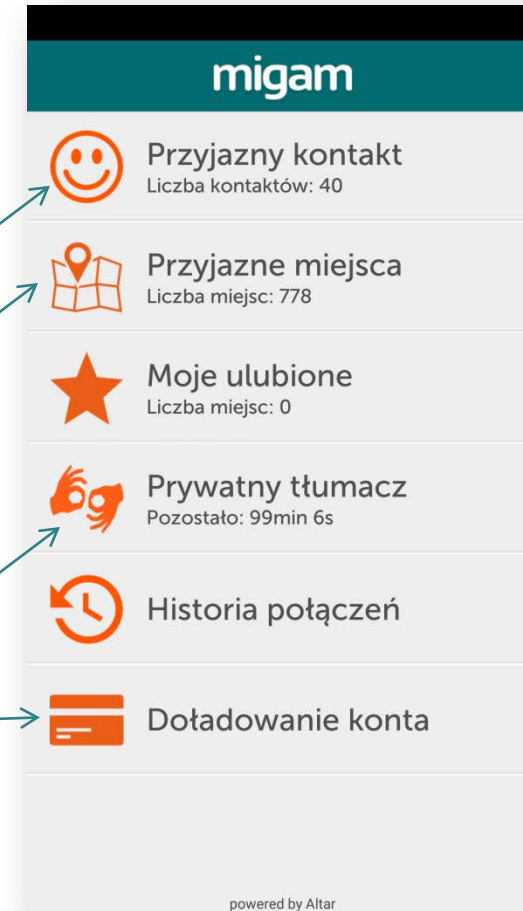 migam
Przyjazny kontakt
Liczba kontaktów: 40
Przyjazne miejsca
Liczba miejsc: 778
Moje ulubione
Liczba miejsc: 0
Prywatny tłumacz
Pozostało: 99min 6s
Historia połączeń
Doładowanie konta
powered by Altar